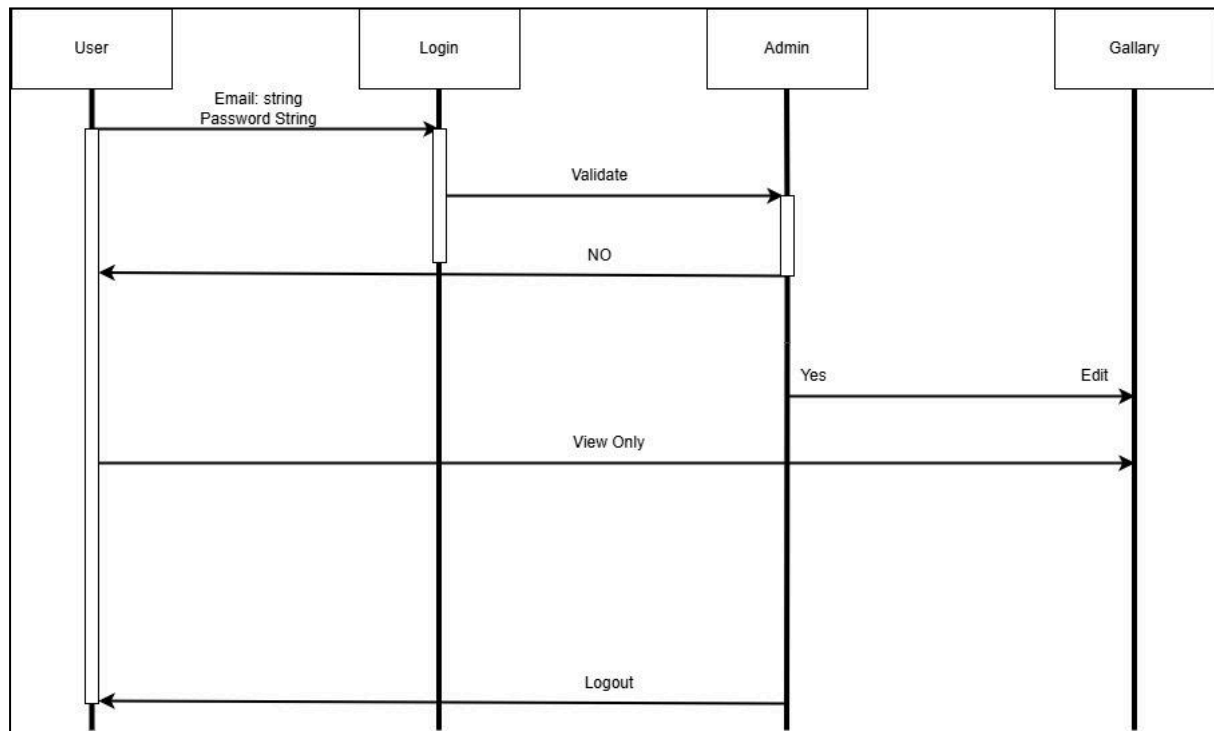 User
Login
Admin
Gallary
Email: string
Password String
Validate
NO
Yes
Edit
View Only
Logout